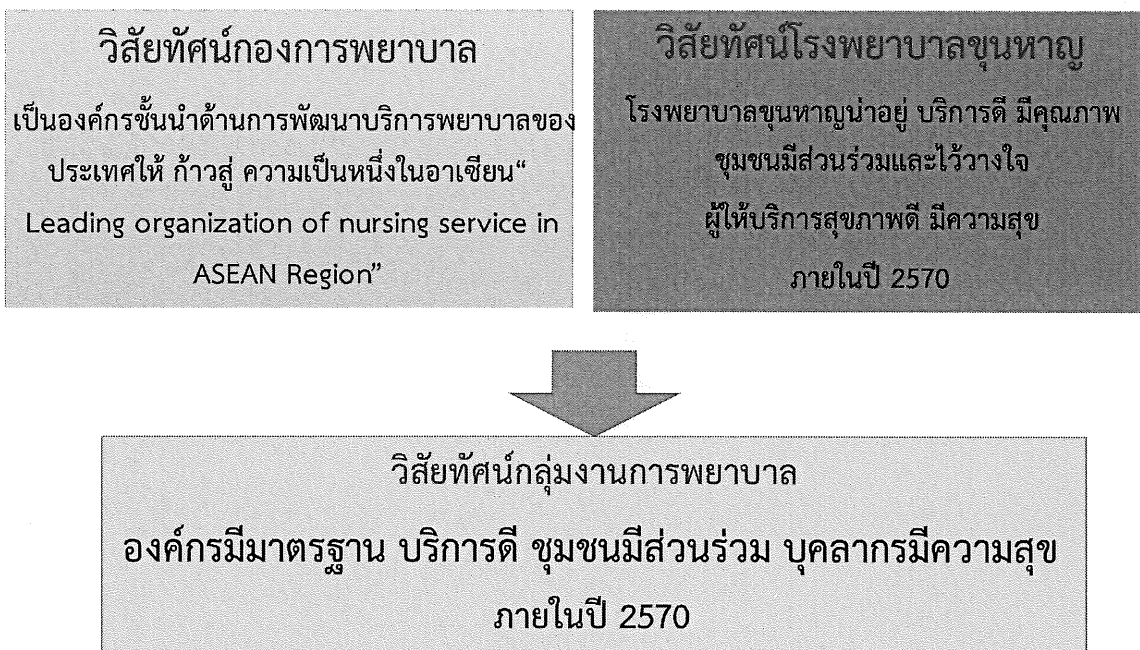 วิสัยทัศน์กองการพยาบาล
เป็นองค์กรชั้นนำด้านการพัฒนาบริการพยาบาลของ
ประเทศให้ ก้าวสู่ ความเป็นหนึ่งในอาเซียน“
Leading organization of nursing service in
ASEAN Region”
วิสัยทัศน์โรงพยาบาลขุนหาญ
โรงพยาบาลขุนหาญน่าอยู่ บริการดี มีคุณภาพ
ชุมชนมีส่วนร่วมและไว้วางใจ
ผู้ให้บริการสุขภาพดี มีความสุข
ภายในปี 2570
วิสัยทัศน์กลุ่มงานการพยาบาล
องค์กรมีมาตรฐาน บริการดี ชุมชนมีส่วนร่วม บุคลากรมีความสุข
ภายในปี 2570